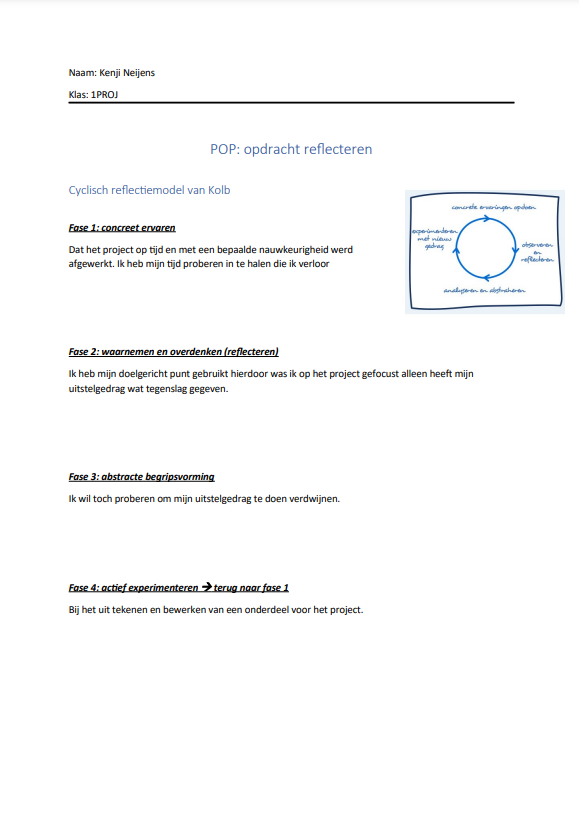 Naam: Kenji Neijens
Klas: 1PROJ
POP: opdracht reflecteren
Cyclisch reflectiemodel van Kolb
concrete ervaringen opdoen
experimenteren
met nieuw
gedrag
observeren
en
reflecteren
analyseren en abstraheren
Fase 1: concreet ervaren
Dat het project op tijd en met een bepaalde nauwkeurigheid werd
afgewerkt. Ik heb mijn tijd proberen in te halen die ik verloor
Fase 2: waarnemen en overdenken (reflecteren)
Ik heb mijn doelgericht punt gebruikt hierdoor was ik op het project gefocust alleen heeft mijn
uitstelgedrag wat tegenslag gegeven.
Fase 3: abstracte begripsvorming
Ik wil toch proberen om mijn uitstelgedrag te doen verdwijnen.
Fase 4: actief experimenteren → terug naar fase 1
Bij het uit tekenen en bewerken van een onderdeel voor het project.